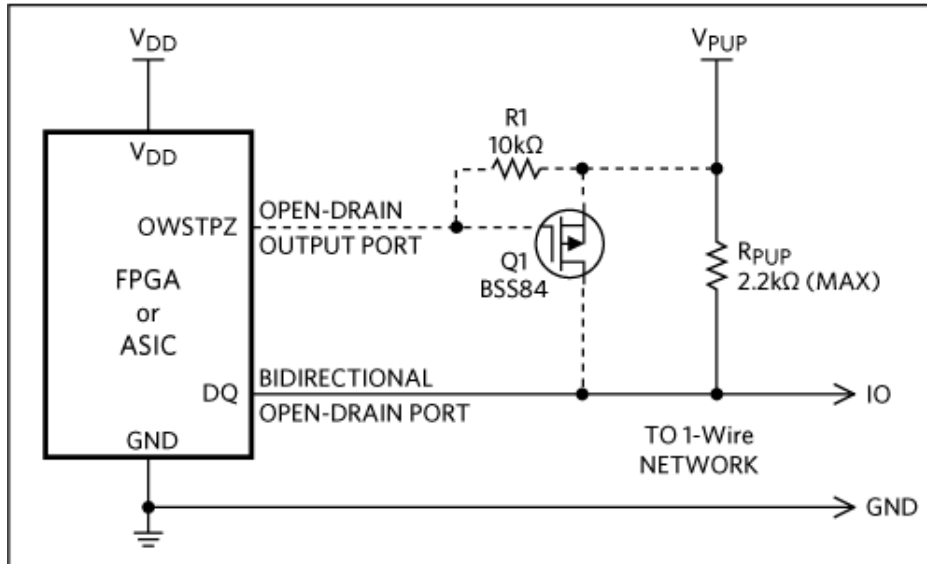 VDD
VPUP
R1
10kΩ
VDD
OWSTPZ
OPEN-DRAIN
OUTPUT PORT
FPGA
or
ASIC
Q1
BSS84
RPUP
2.2kΩ (MAX)
DQ
BIDIRECTIONAL
OPEN-DRAIN PORT
IO
GND
TO 1-Wire
NETWORK
GND